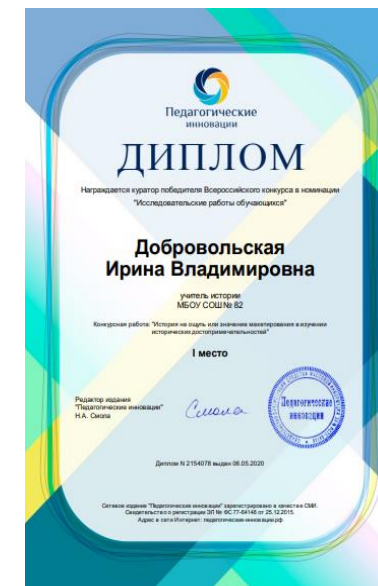 Педагогические
инновации
ДИПЛОМ
Награждается куратор победителя Всероссийского конкурса в номинации
"Исследовательские работы обучающихся"
Добровольская
Ирина Владимировна
учитель истории
МБОУ СОШ № 82
Конкурсная работа: "История на ощупь или значение макетирования в изучении
исторических достопримечательностей"
I место
Редактор издания
"Педагогические инновации"
Н.А. Смола
Смола
Педагогические
инновации
Диплом N 2154078 выдан 06.05.2020
Сетевое издание "Педагогические инновации" зарегистрировано в качестве СМИ.
Свидетельство о регистрации ЭЛ № ФС 77-64146 от 25.12.2015.
Адрес в сети Интернет: педагогические-инновации.рф